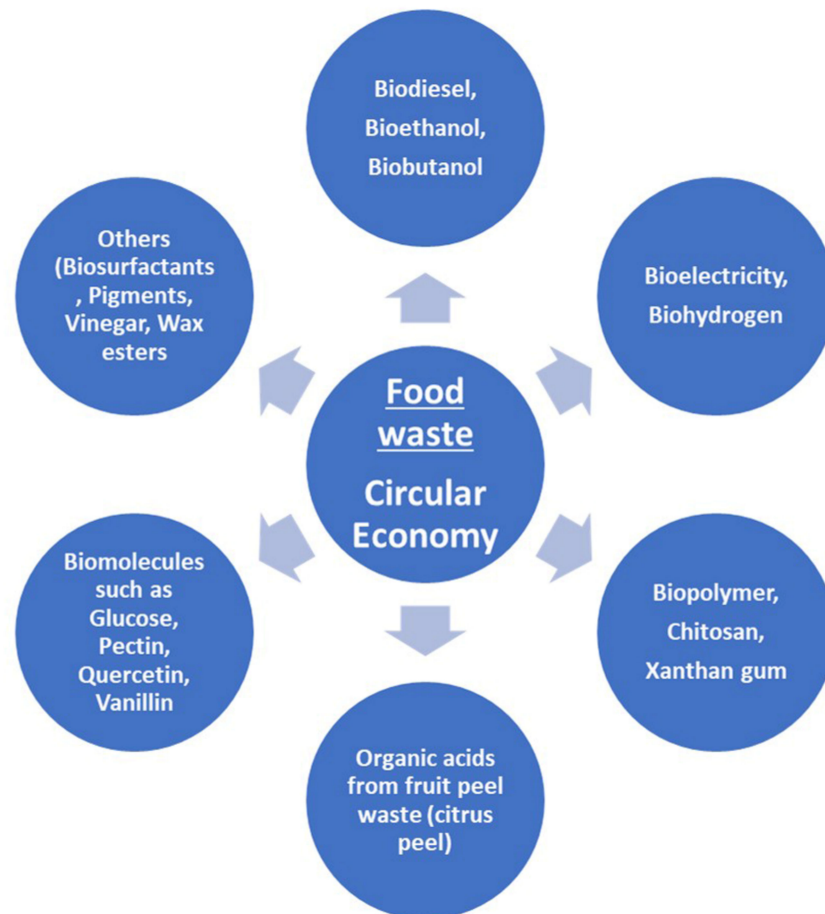 Biodiesel,
Bioethanol,
Biobutanol
Others
(Biosurfactants
, Pigments,
Vinegar, Wax
esters
Bioelectricity,
Biohydrogen
Food
waste
Circular
Economy
Biomolecules
such as
Glucose,
Pectin,
Quercetin,
Vanillin
Biopolymer,
Chitosan,
Xanthan gum
Organic acids
from fruit peel
waste (citrus
peel)